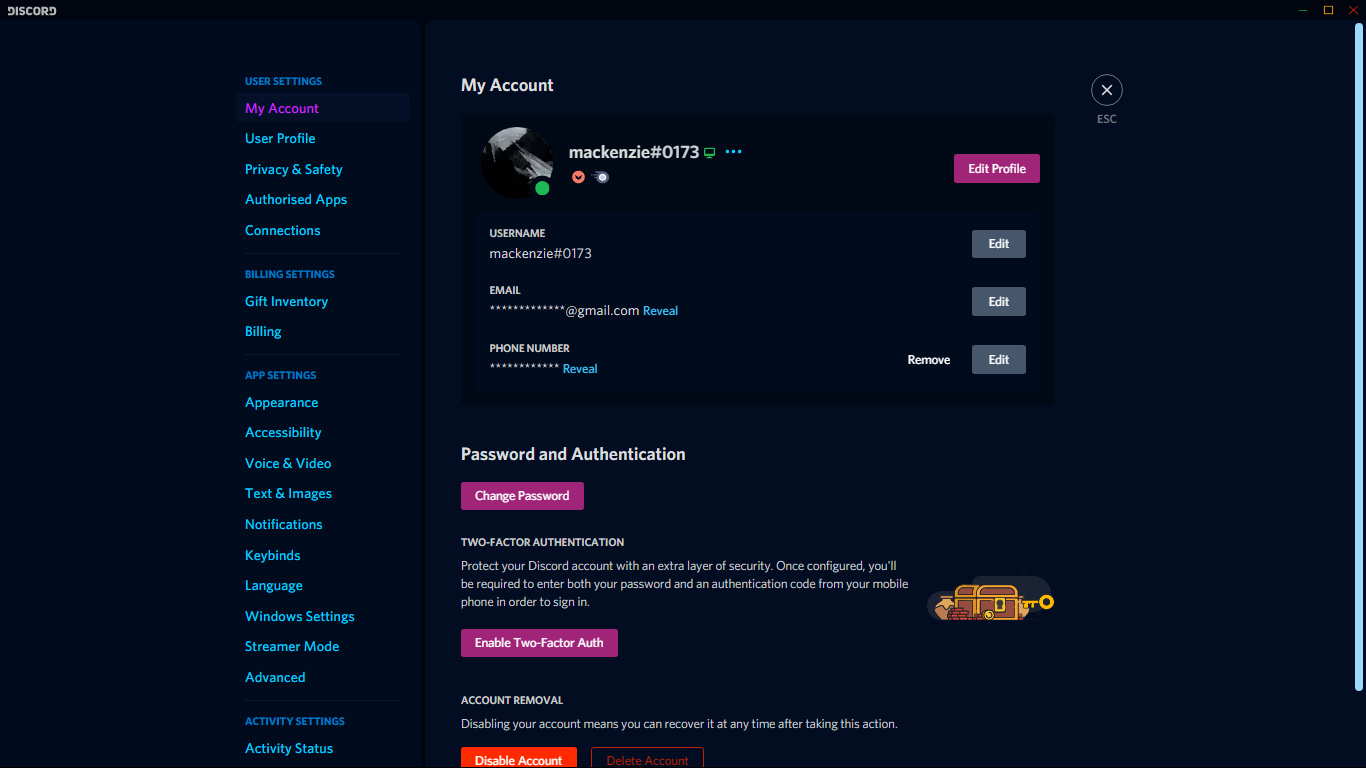 DISCORD
USER SETTINGS
My Account
User Profile
Privacy & Safety
Authorised Apps
Connections
BILLING SETTINGS
Gift Inventory
Billing
APP SETTINGS
Appearance
Accessibility
Voice & Video
Text & Images
Notifications
Keybinds
Language
Windows Settings
Streamer Mode
Advanced
ACTIVITY SETTINGS
Activity Status
My Account
ESC
mackenzie#0173
Edit Profile
USERNAME
mackenzie#0173
Edit
EMAIL
*************@gmail.com Reveal
Edit
PHONE NUMBER
************ Reveal
Remove
Edit
Password and Authentication
Change Password
TWO-FACTOR AUTHENTICATION
Protect your Discord account with an extra layer of security. Once configured, you'll
be required to enter both your password and an authentication code from your mobile
phone in order to sign in.
Enable Two-Factor Auth
ACCOUNT REMOVAL
Disabling your account means you can recover it at any time after taking this action.
Disable Account
Delete Account